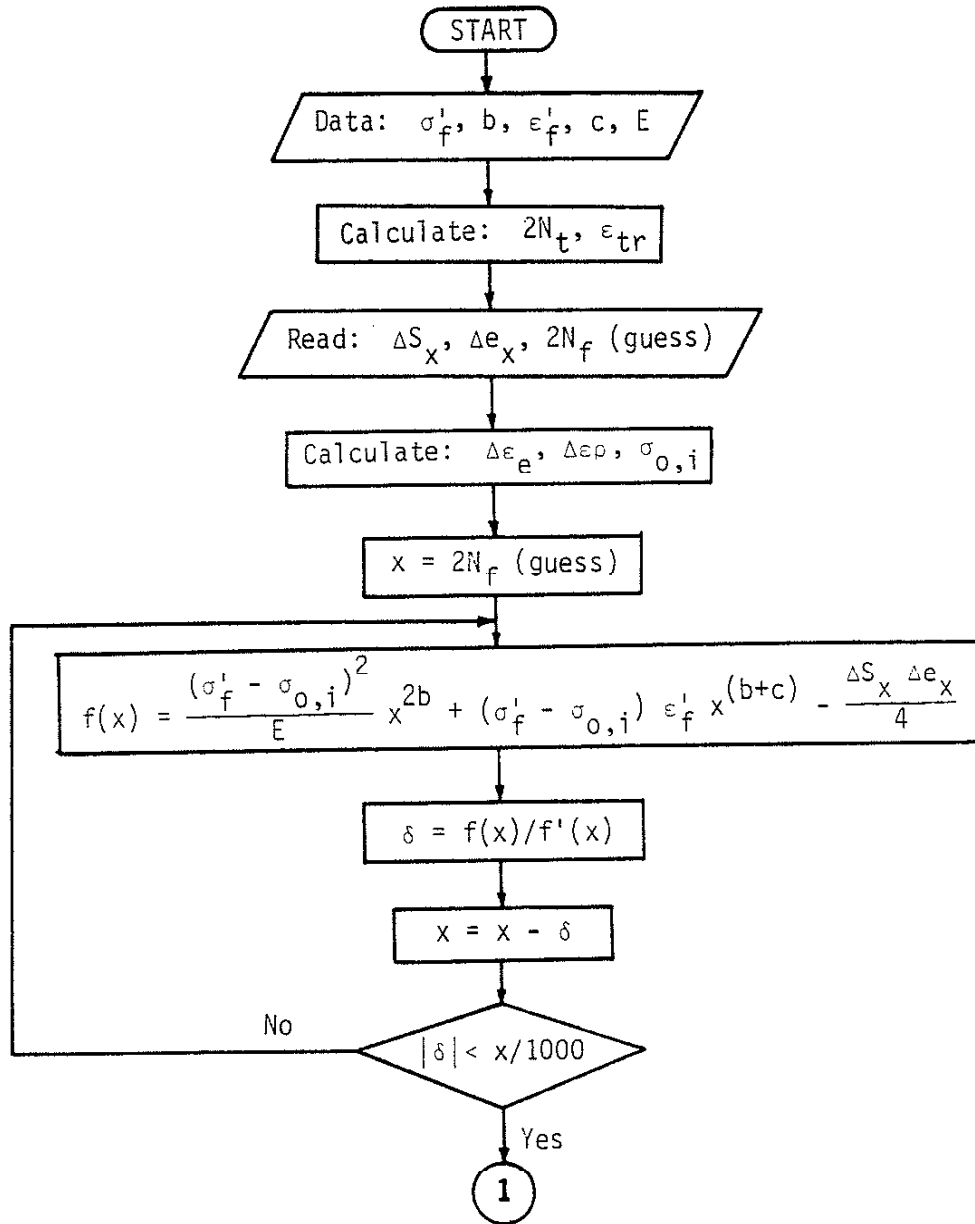 START
Data: σ'f, b, ε'f, c, E
Calculate: 2Nt, εtr
Read: ΔSx, Δex, 2Nf (guess)
Calculate: Δεe, Δερ, σo,i
x = 2Nf (guess)
f(x) = (σ'f - σo,i)²/E x^2b + (σ'f - σo,i) ε'f x^(b+c) - ΔSx Δex/4
δ = f(x)/f'(x)
x = x - δ
No
|δ| < x/1000
Yes
1